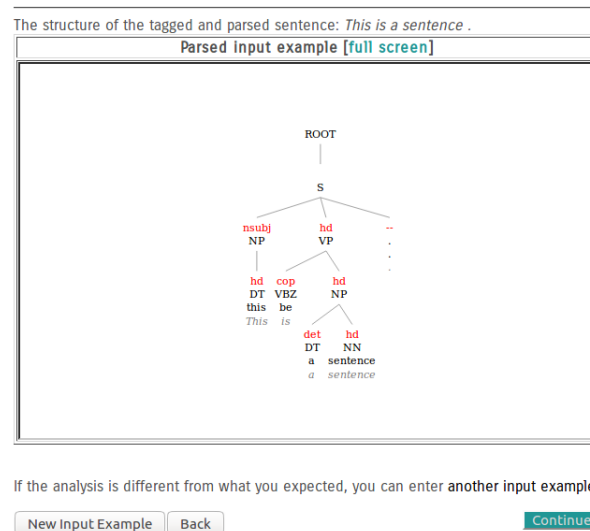 The structure of the tagged and parsed sentence: This is a sentence .
Parsed input example [full screen]
ROOT
S
nsubj hd --
NP VP .
.
.
hd cop hd
DT VBZ NP
this be
This is
det hd
DT NN
a sentence
a sentence
If the analysis is different from what you expected, you can enter another input example
New Input Example Back Continue